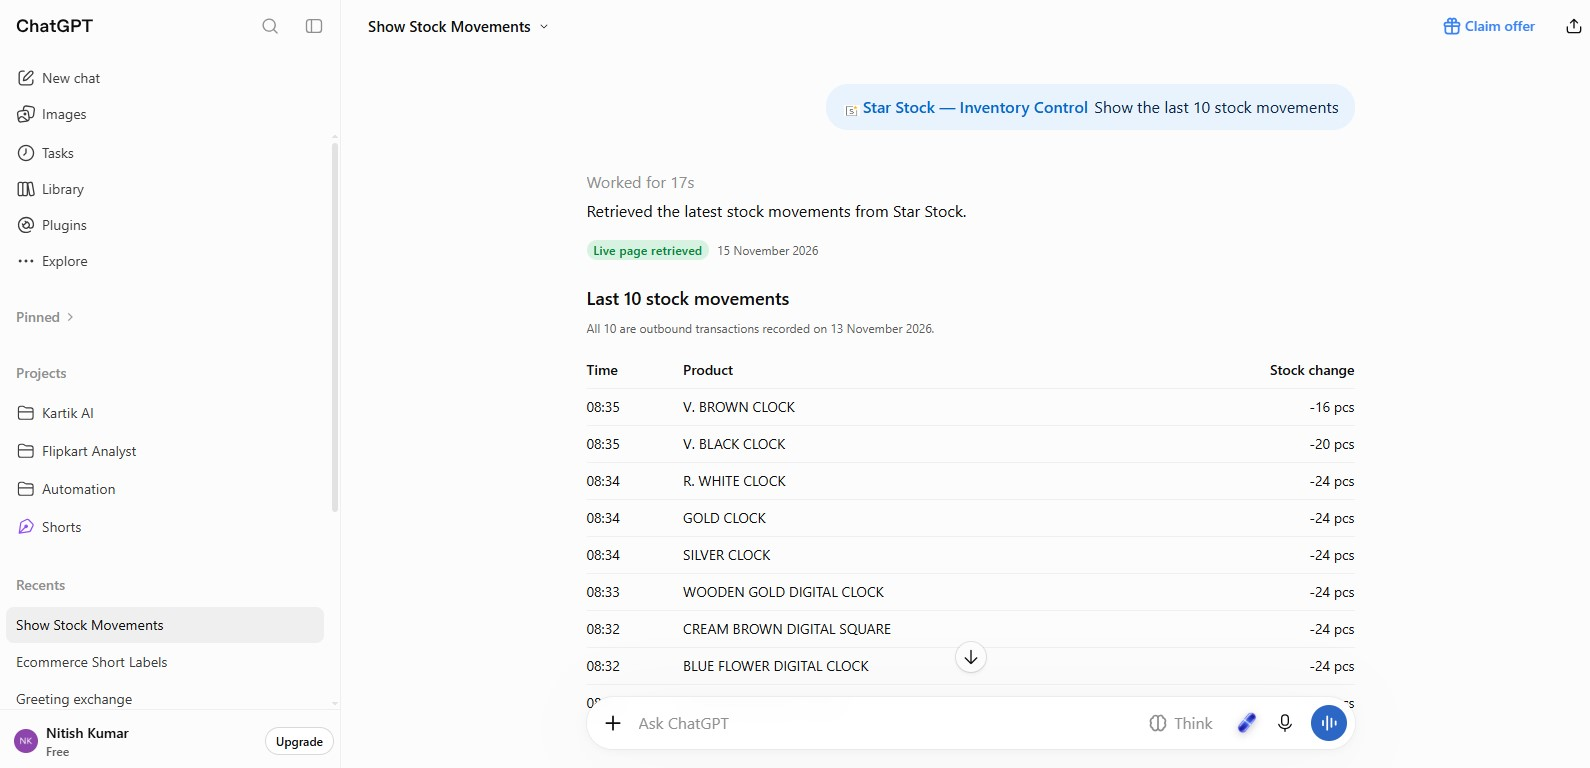 ChatGPT
New chat
Images
Tasks
Library
Plugins
Explore
Pinned
Projects
Kartik AI
Flipkart Analyst
Automation
Shorts
Recents
Show Stock Movements
Ecommerce Short Labels
Greeting exchange
NK
Nitish Kumar
Free
Upgrade
Show Stock Movements
Claim offer
Star Stock — Inventory Control Show the last 10 stock movements
Worked for 17s
Retrieved the latest stock movements from Star Stock.
Live page retrieved 15 November 2026
Last 10 stock movements
All 10 are outbound transactions recorded on 13 November 2026.
Time Product Stock change
08:35 V. BROWN CLOCK -16 pcs
08:35 V. BLACK CLOCK -20 pcs
08:34 R. WHITE CLOCK -24 pcs
08:34 GOLD CLOCK -24 pcs
08:34 SILVER CLOCK -24 pcs
08:33 WOODEN GOLD DIGITAL CLOCK -24 pcs
08:32 CREAM BROWN DIGITAL SQUARE -24 pcs
08:32 BLUE FLOWER DIGITAL CLOCK -24 pcs
Ask ChatGPT Think